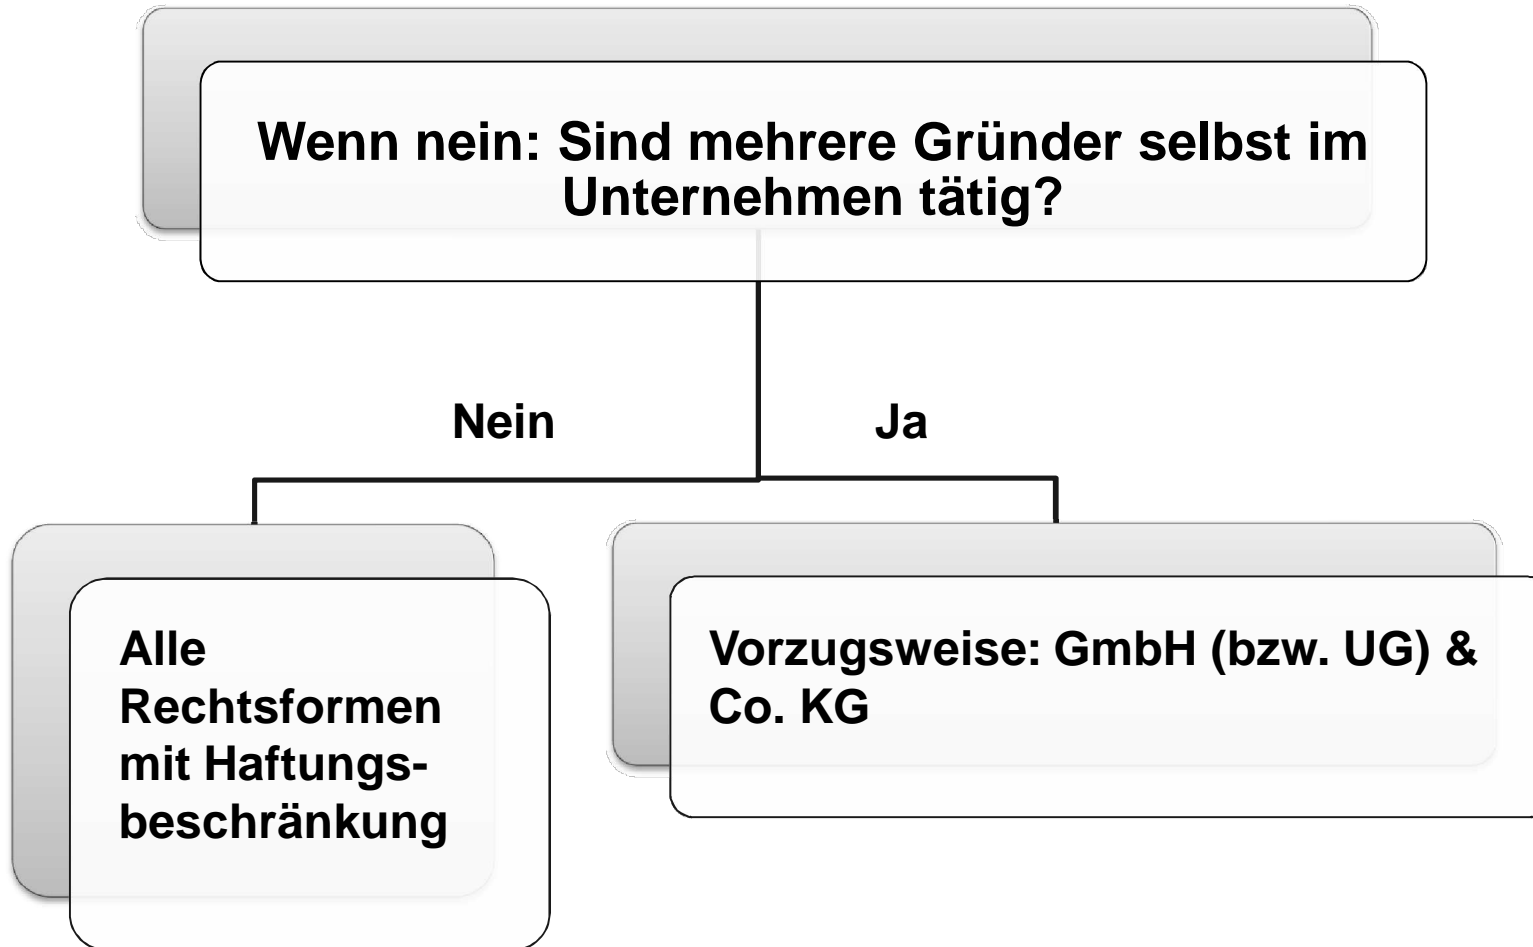 Wenn nein: Sind mehrere Gründer selbst im
Unternehmen tätig?
Nein
Ja
Alle
Rechtsformen
mit Haftungs-
beschränkung
Vorzugsweise: GmbH (bzw. UG) &
Co. KG